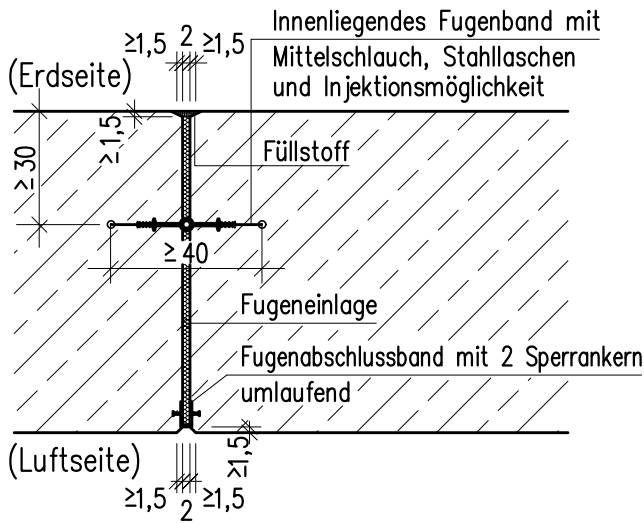 Innenliegendes Fugenband mit
Mittelschlauch, Stahllaschen
und Injektionsmöglichkeit
≥1,5 2 ≥1,5
(Erdseite)
≥1,5
≥30
Füllstoff
≥40
Fugeneinlage
Fugenabschlussband mit 2 Sperrankern
umlaufend
≥1,5
(Luftseite)
≥1,5 2 ≥1,5